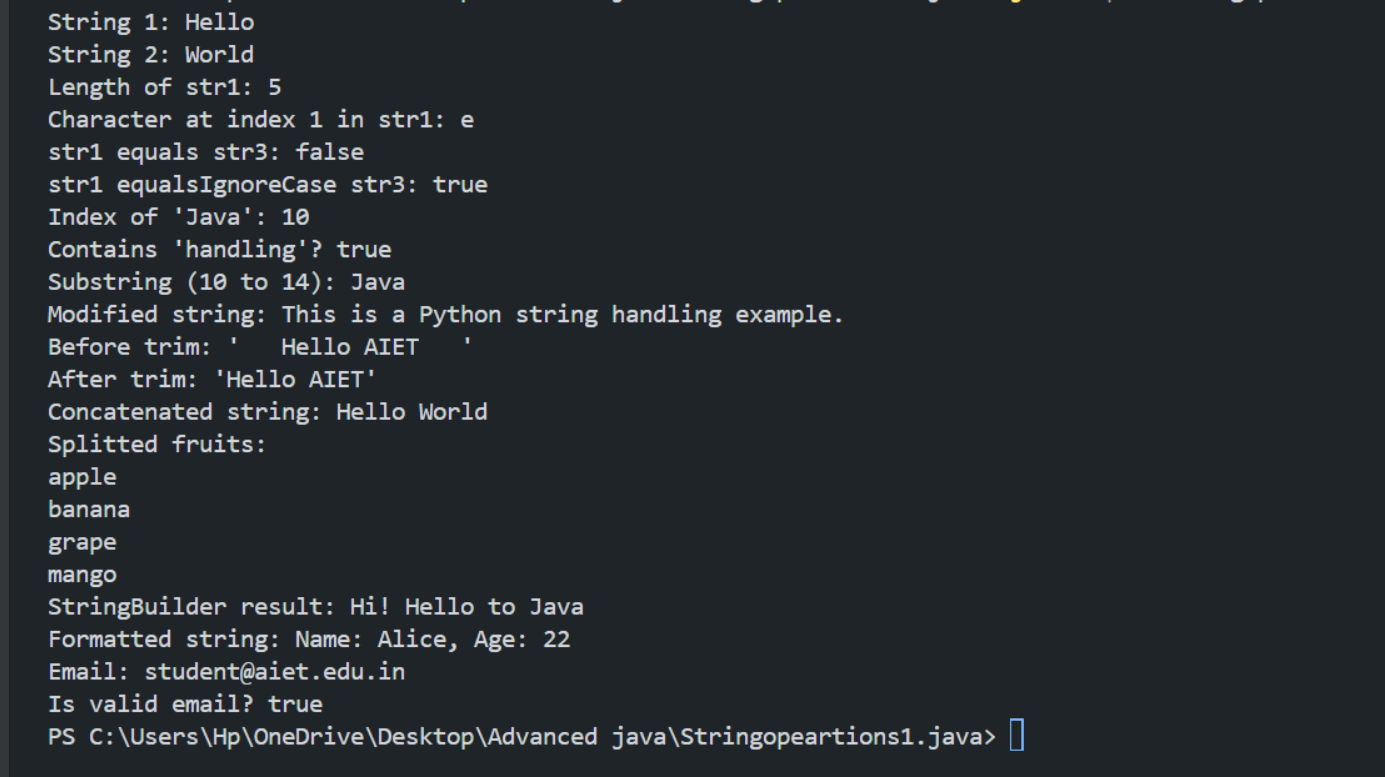 String 1: Hello
String 2: World
Length of str1: 5
Character at index 1 in str1: e
str1 equals str3: false
str1 equalsIgnoreCase str3: true
Index of 'Java': 10
Contains 'handling'? true
Substring (10 to 14): Java
Modified string: This is a Python string handling example.
Before trim: '   Hello AIET   '
After trim: 'Hello AIET'
Concatenated string: Hello World
Splitted fruits:
apple
banana
grape
mango
StringBuilder result: Hi! Hello to Java
Formatted string: Name: Alice, Age: 22
Email: student@aiet.edu.in
Is valid email? true
PS C:\Users\Hp\OneDrive\Desktop\Advanced java\Stringopeartions1.java>